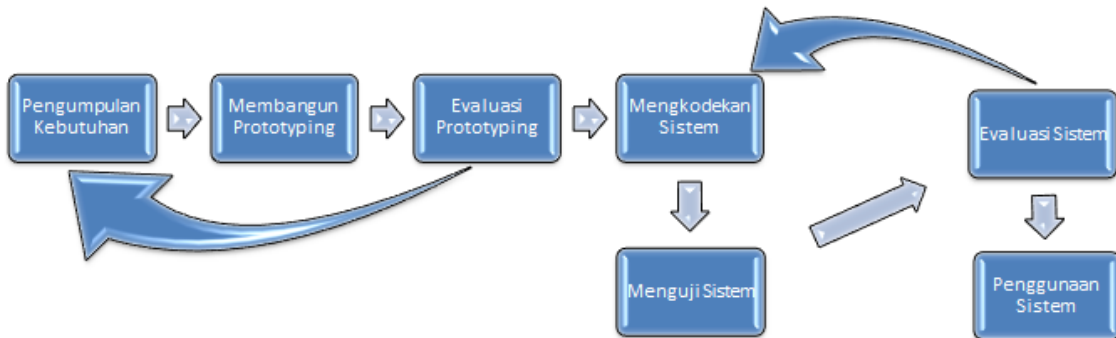 Pengumpulan
Kebutuhan
Membangun
Prototyping
Evaluasi
Prototyping
Mengkodekan
Sistem
Evaluasi Sistem
Menguji Sistem
Penggunaan
Sistem